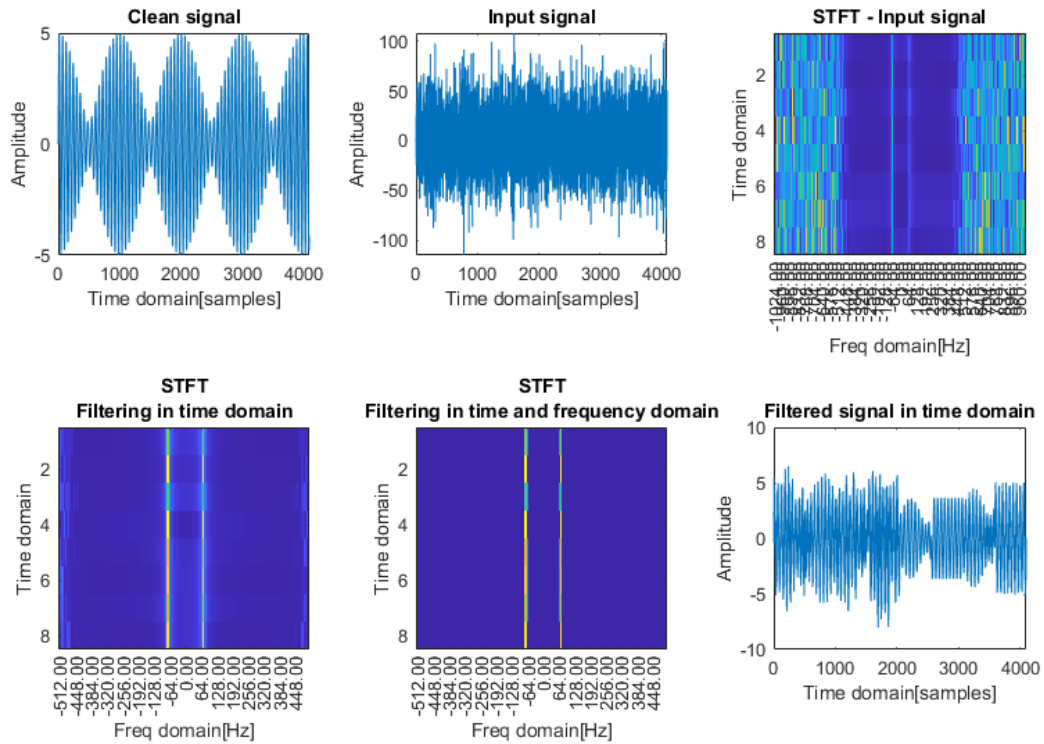 Clean signal
5
0
-5
Amplitude
0 1000 2000 3000 4000
Time domain[samples]
Input signal
100
50
0
-50
-100
Amplitude
0 1000 2000 3000 4000
Time domain[samples]
STFT - Input signal
2
4
6
8
Time domain
-1024.00
960.00
Freq domain[Hz]
STFT
Filtering in time domain
2
4
6
8
Time domain
-512.00 -448.00 -384.00 -320.00 -256.00 -192.00 -128.00 -64.00 0.00 64.00 128.00 192.00 256.00 320.00 384.00 448.00
Freq domain[Hz]
STFT
Filtering in time and frequency domain
2
4
6
8
Time domain
-512.00 -448.00 -384.00 -320.00 -256.00 -192.00 -128.00 -64.00 0.00 64.00 128.00 192.00 256.00 320.00 384.00 448.00
Freq domain[Hz]
Filtered signal in time domain
10
5
0
-5
-10
Amplitude
0 1000 2000 3000 4000
Time domain[samples]